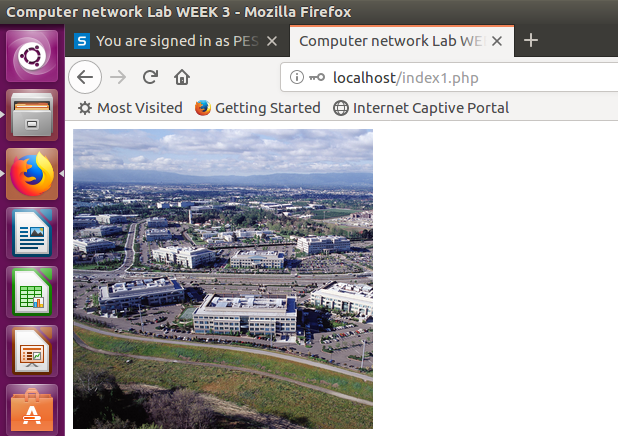 Computer network Lab WEEK 3 - Mozilla Firefox
You are signed in as PES
Computer network Lab WE
localhost/index1.php
Most Visited Getting Started Internet Captive Portal